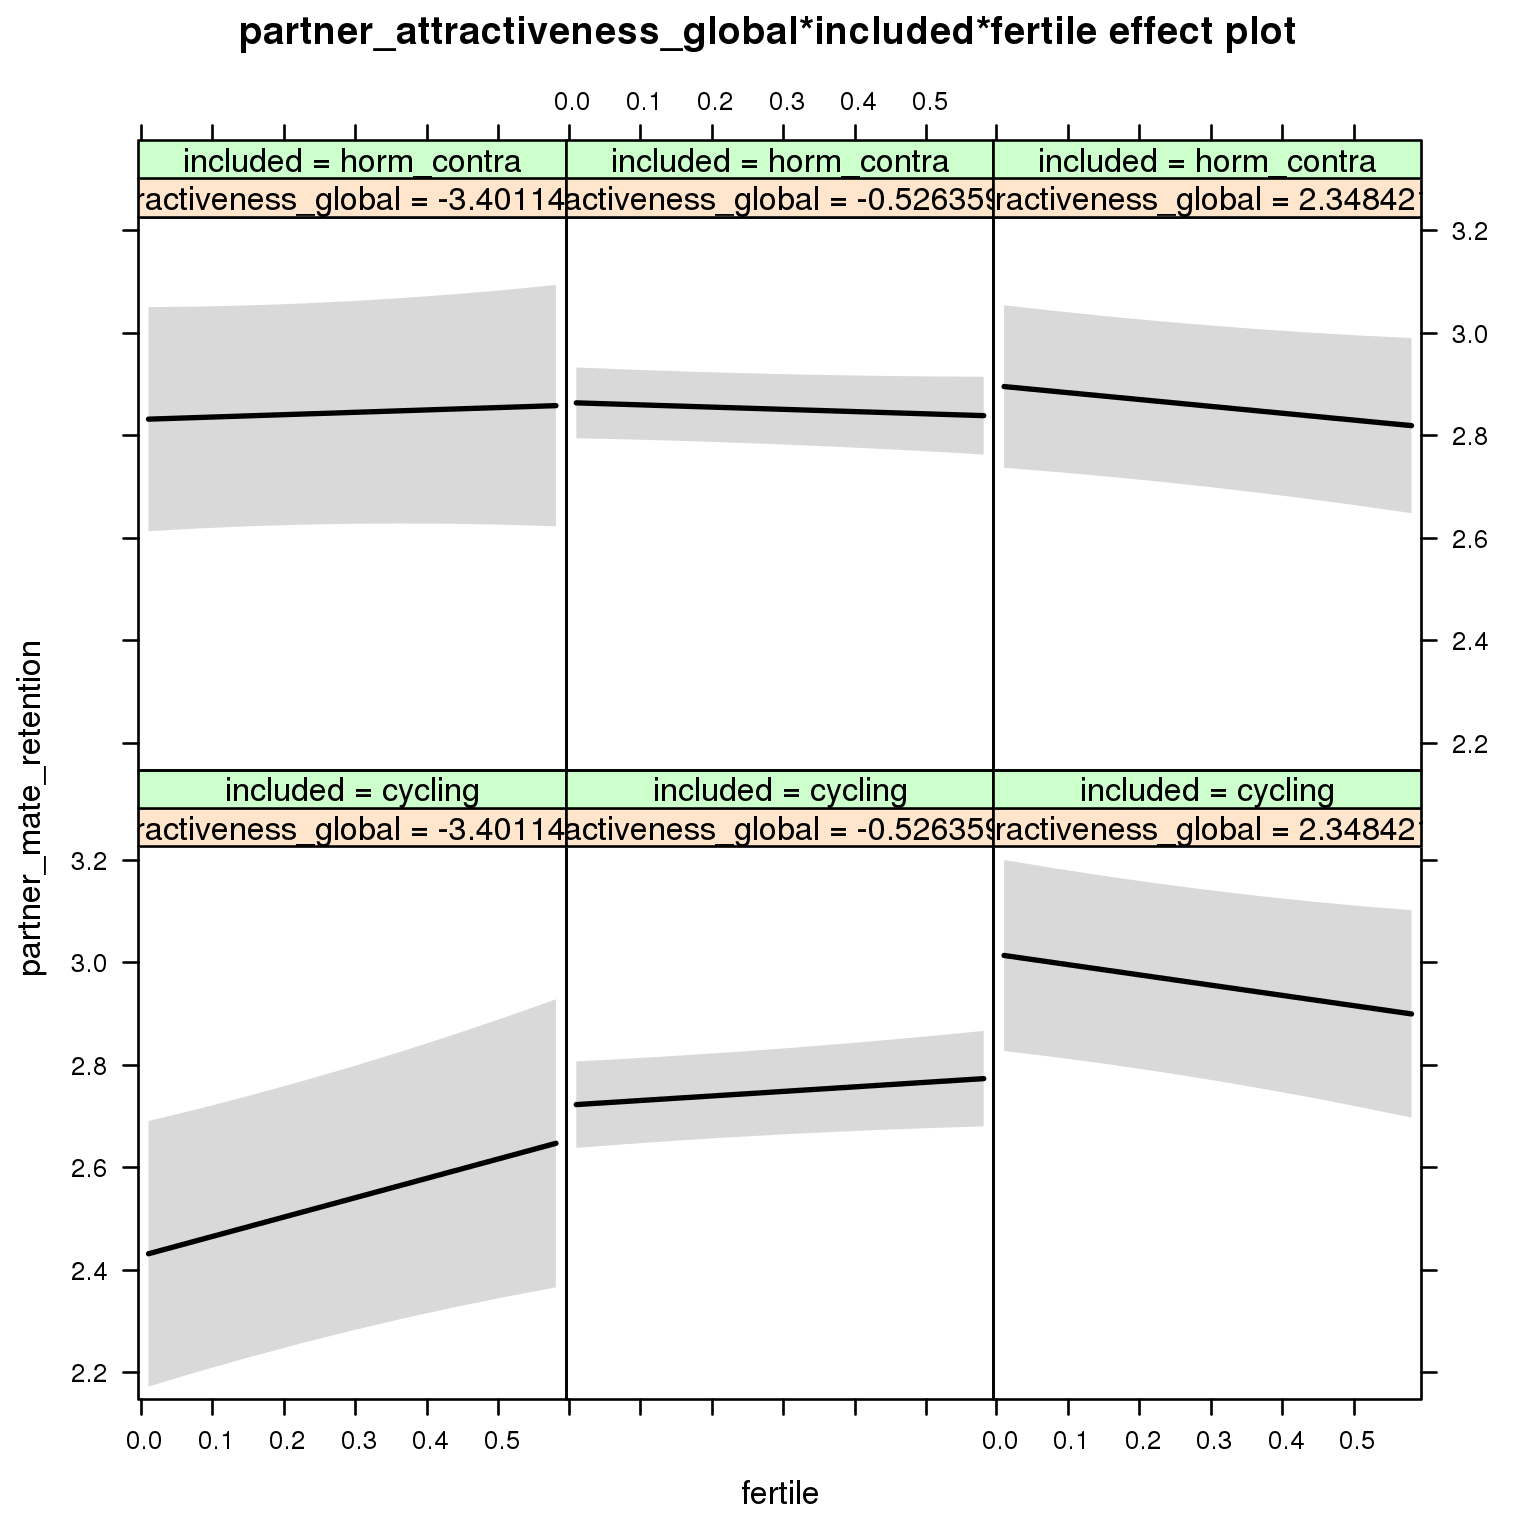 partner_attractiveness_global*included*fertile effect plot
0.0 0.1 0.2 0.3 0.4 0.5
included = horm_contra included = horm_contra included = horm_contra
ractiveness_global = -3.40114 activeness_global = -0.526359 ractiveness_global = 2.348421
3.2
3.0
2.8
2.6
2.4
2.2
partner_mate_retention
included = cycling included = cycling included = cycling
ractiveness_global = -3.40114 activeness_global = -0.526359 ractiveness_global = 2.348421
3.2
3.0
2.8
2.6
2.4
2.2
0.0 0.1 0.2 0.3 0.4 0.5 0.0 0.1 0.2 0.3 0.4 0.5
fertile